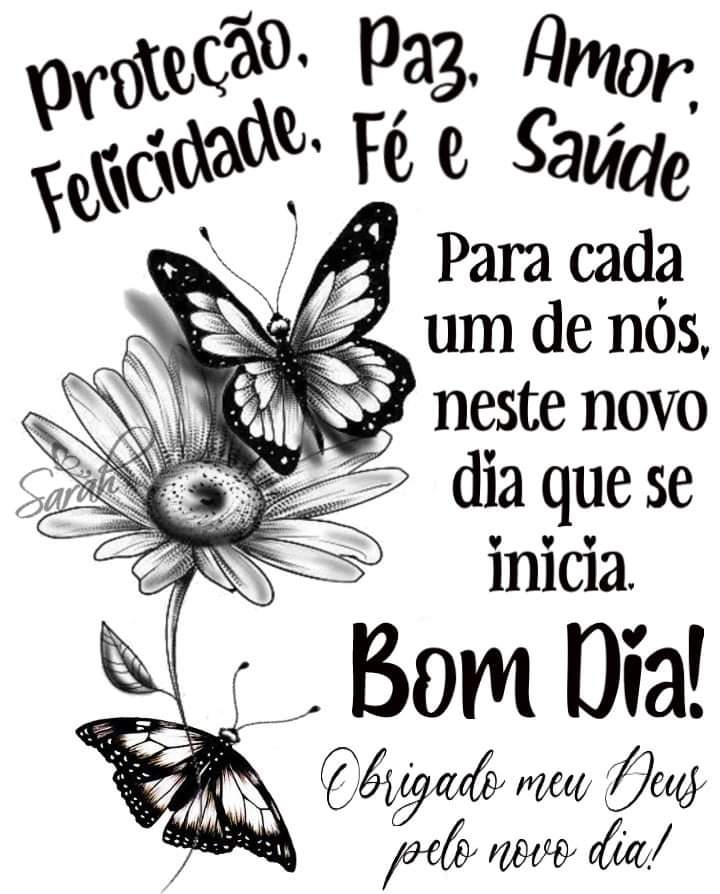 Proteção, Paz, Amor,
Felicidade, Fé e Saúde
Para cada
um de nós,
neste novo
dia que se
inicia.
Sarah
Bom Dia!
Obrigado meu Deus
pelo novo dia!